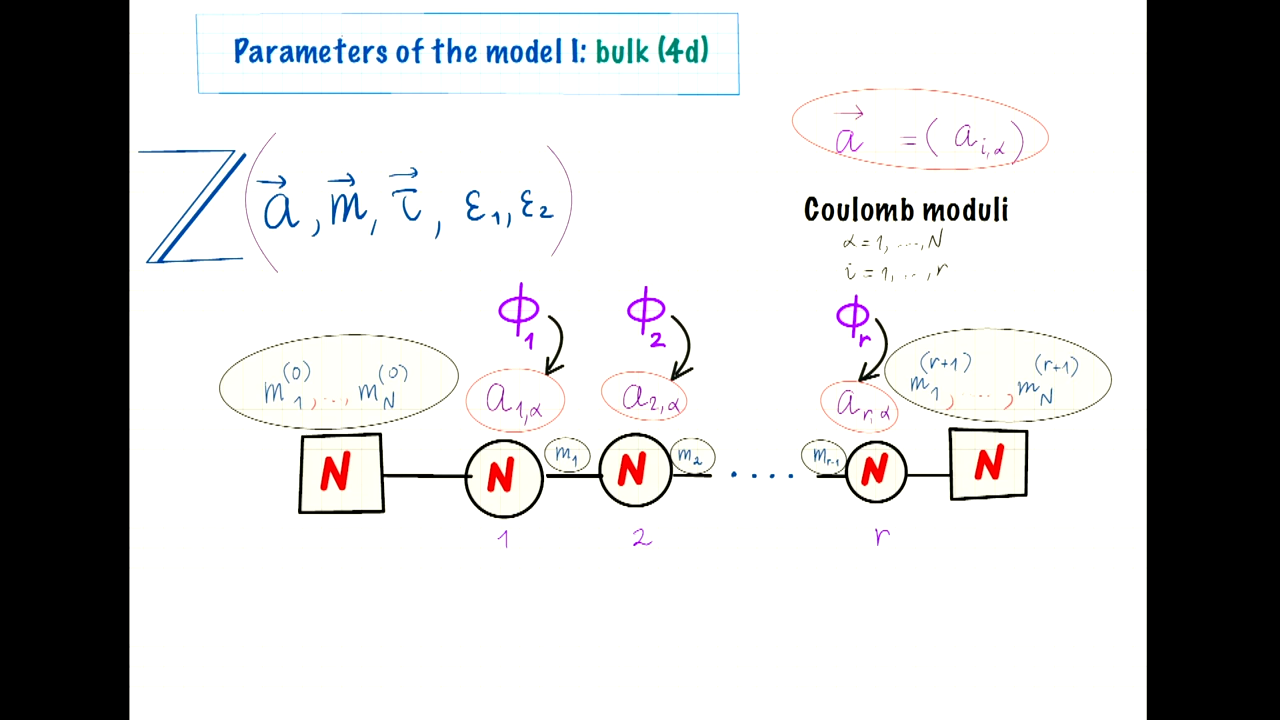 Parameters of the model I: bulk (4d)
Z ( a⃗, m⃗, τ⃗, ε₁, ε₂ )
a⃗ = ( a_{i,α} )
Coulomb moduli
α = 1, ..., N
i = 1, ..., r
ϕ₁ ϕ₂ ϕ_r
m₁^{(0)}, ..., m_N^{(0)} a_{1,α} a_{2,α} a_{r,α} m₁^{(r+1)}, ..., m_N^{(r+1)}
N N m₁ N m₂ .... m_{r-1} N N
1 2 r